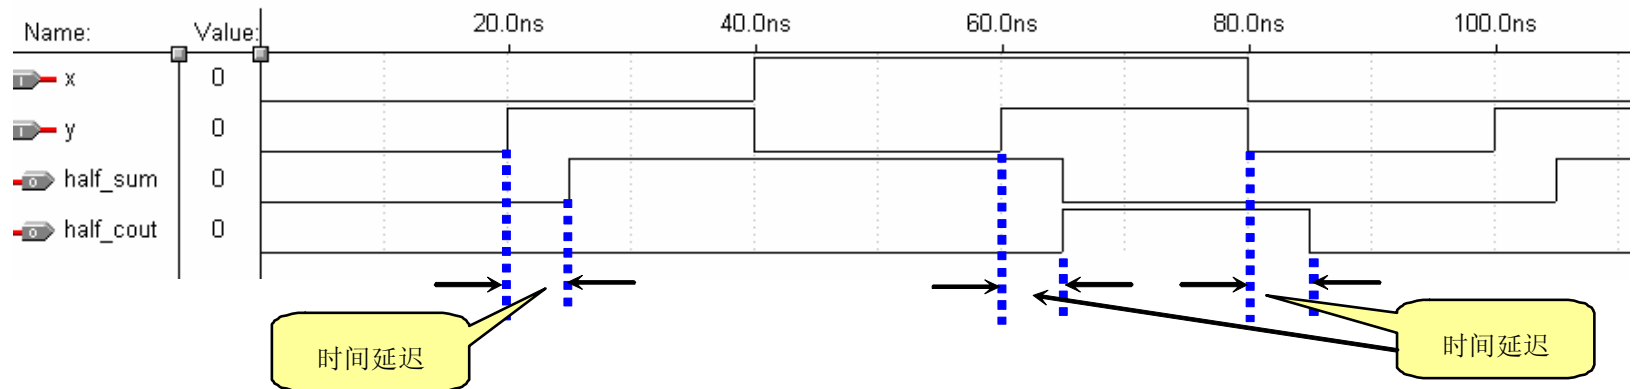 Name: Value: 20.0ns 40.0ns 60.0ns 80.0ns 100.0ns
I x 0
I y 0
O half_sum 0
O half_cout 0
时间延迟 时间延迟